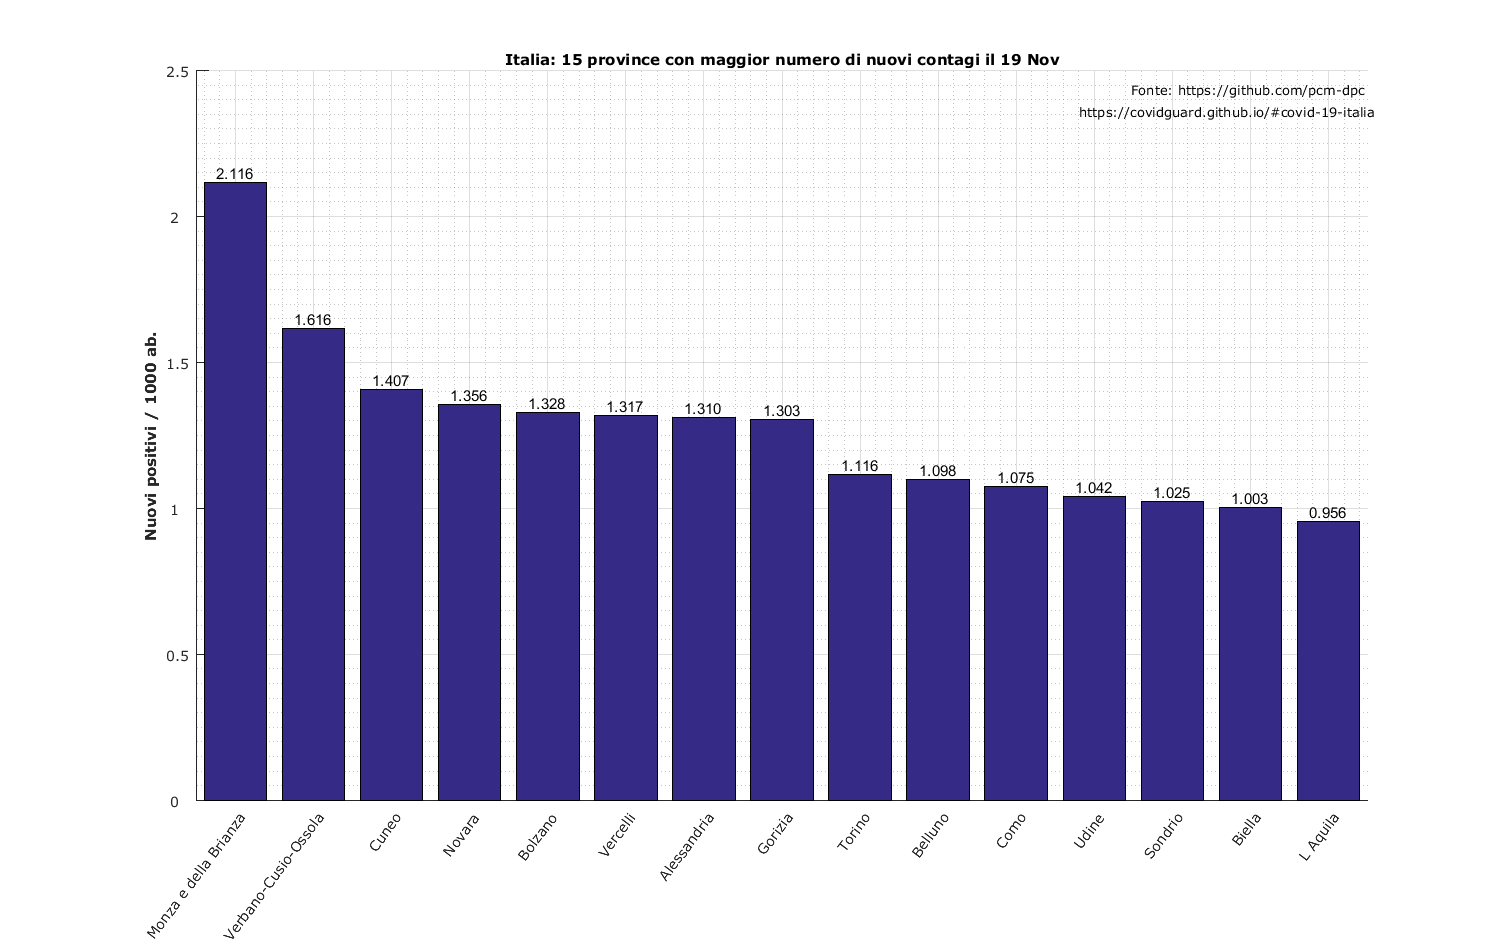 Italia: 15 province con maggior numero di nuovi contagi il 19 Nov
Fonte: https://github.com/pcm-dpc
https://covidguard.github.io/#covid-19-italia
Nuovi positivi / 1000 ab.
2.5
2
1.5
1
0.5
0
2.116
1.616
1.407
1.356
1.328
1.317
1.310
1.303
1.116
1.098
1.075
1.042
1.025
1.003
0.956
Monza e della Brianza
Verbano-Cusio-Ossola
Cuneo
Novara
Bolzano
Vercelli
Alessandria
Gorizia
Torino
Belluno
Como
Udine
Sondrio
Biella
L Aquila